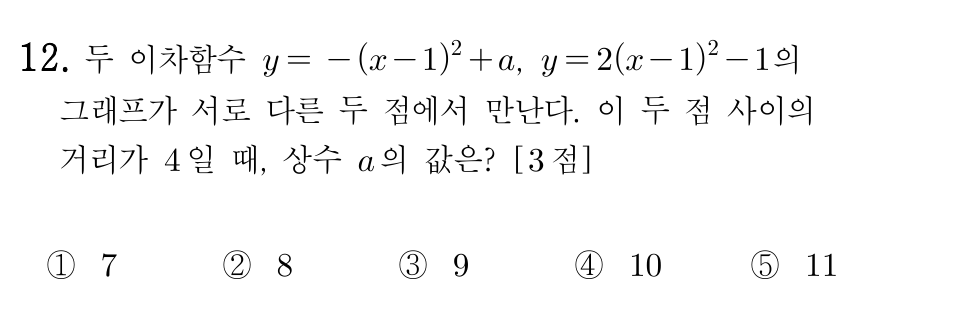 12. 두 이차함수 y = -(x-1)²+a, y=2(x-1)²-1의
그래프가 서로 다른 두 점에서 만난다. 이 두 점 사이의
거리가 4일 때, 상수 a의 값은? [3점]
① 7 ② 8 ③ 9 ④ 10 ⑤ 11